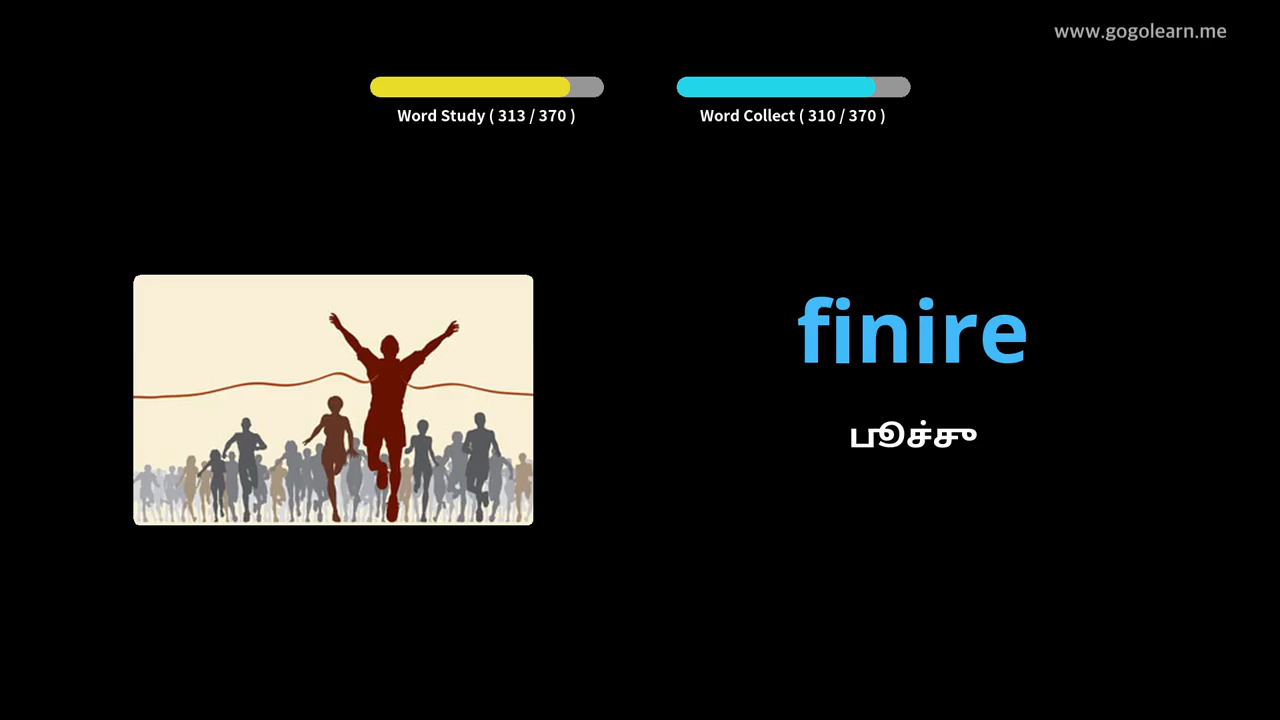 www.gogolearn.me
Word Study ( 313 / 370 )
Word Collect ( 310 / 370 )
finire
பூச்சு